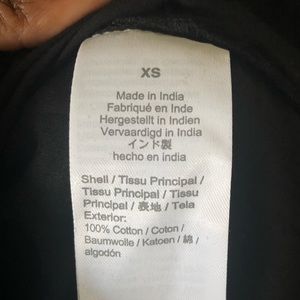 XS
Made in India
Fabriqué en Inde
Hergestellt in Indien
Vervaardigd in India
インド製
hecho en india
Shell / Tissu Principal /
Tissu Principal / Tissu
Principal / 表地 / Tela
Exterior:
100% Cotton / Coton /
Baumwolle / Katoen / 綿 /
algodón